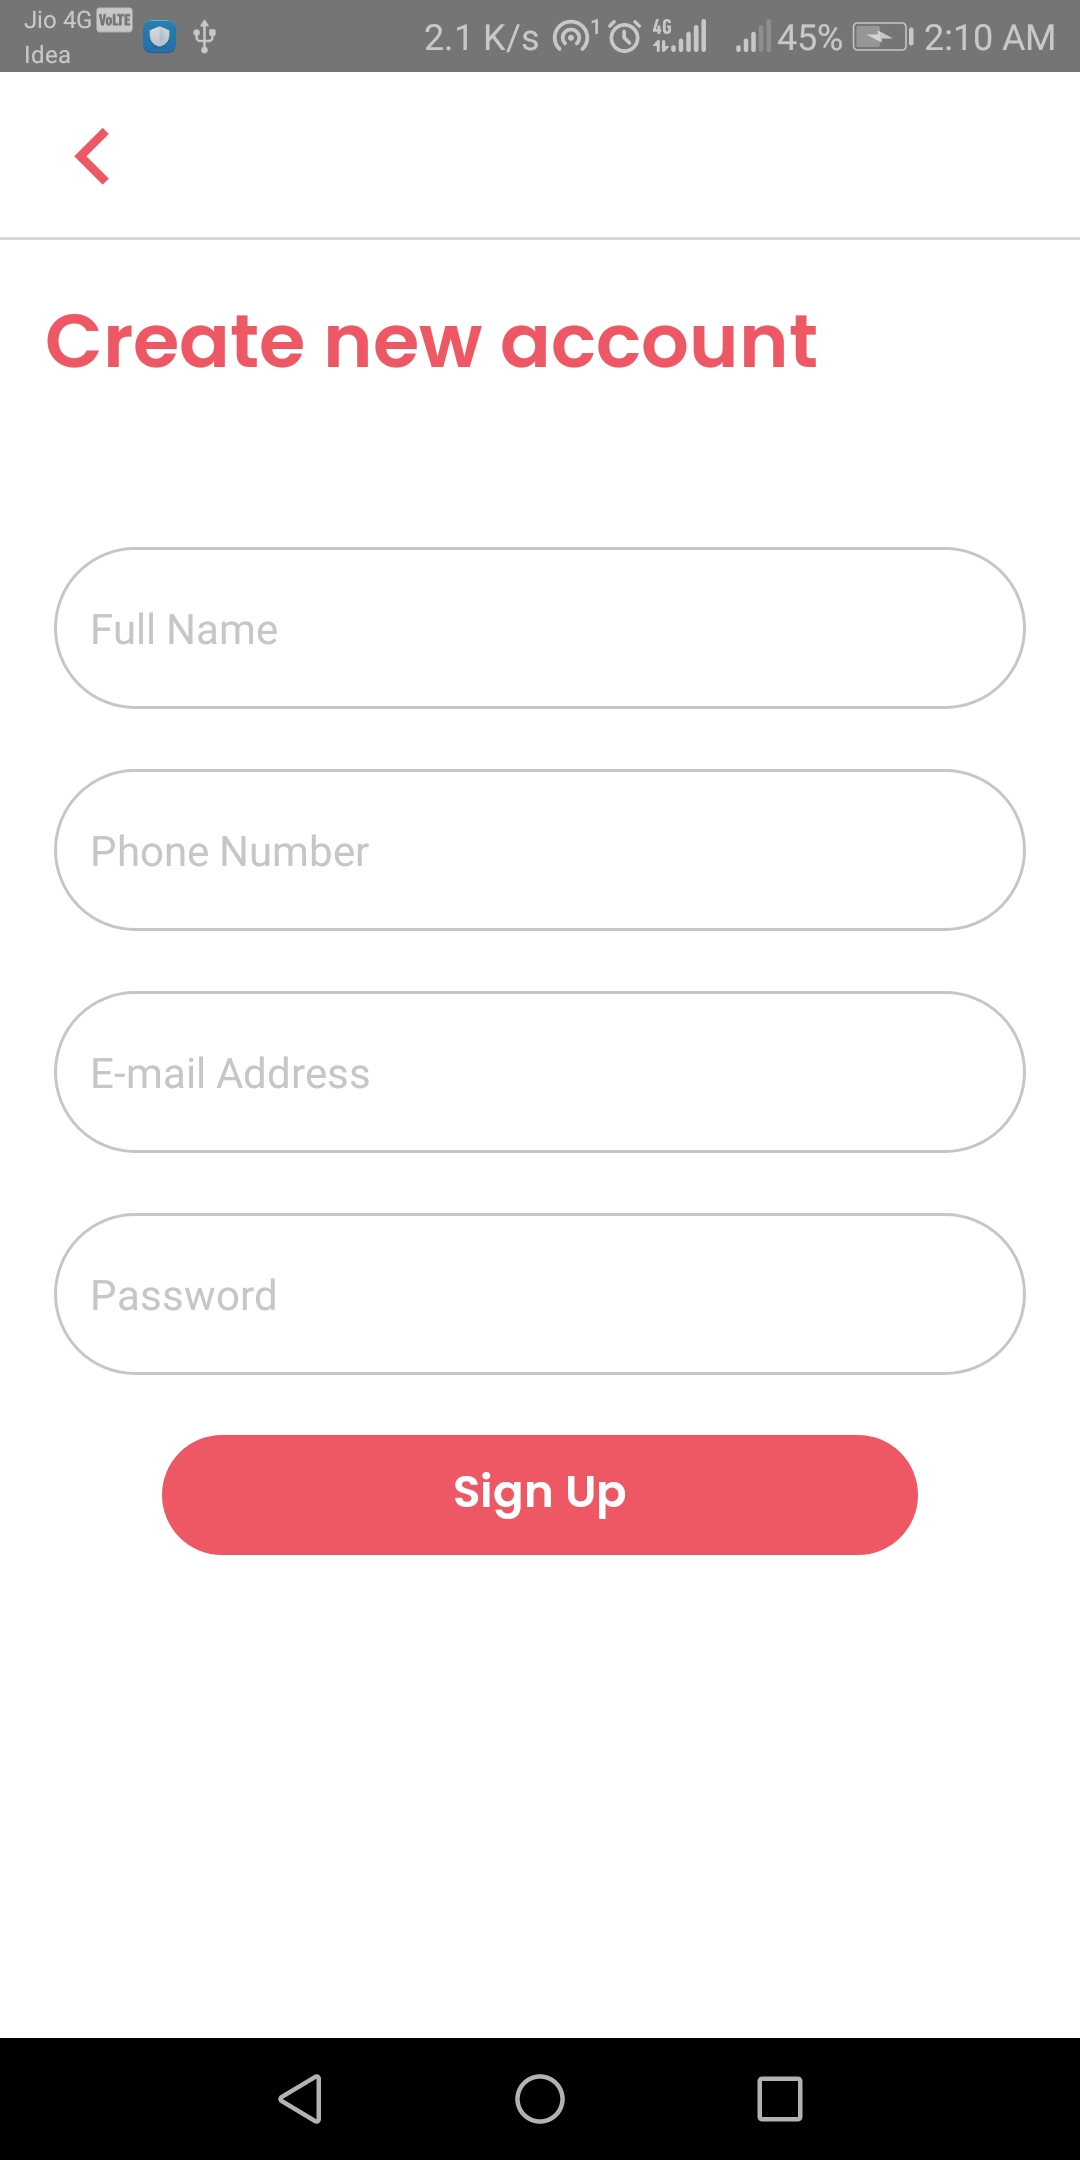 Jio 4G VoLTE
Idea
2.1 K/s 1 4G 45% 2:10 AM
Create new account
Full Name
Phone Number
E-mail Address
Password
Sign Up